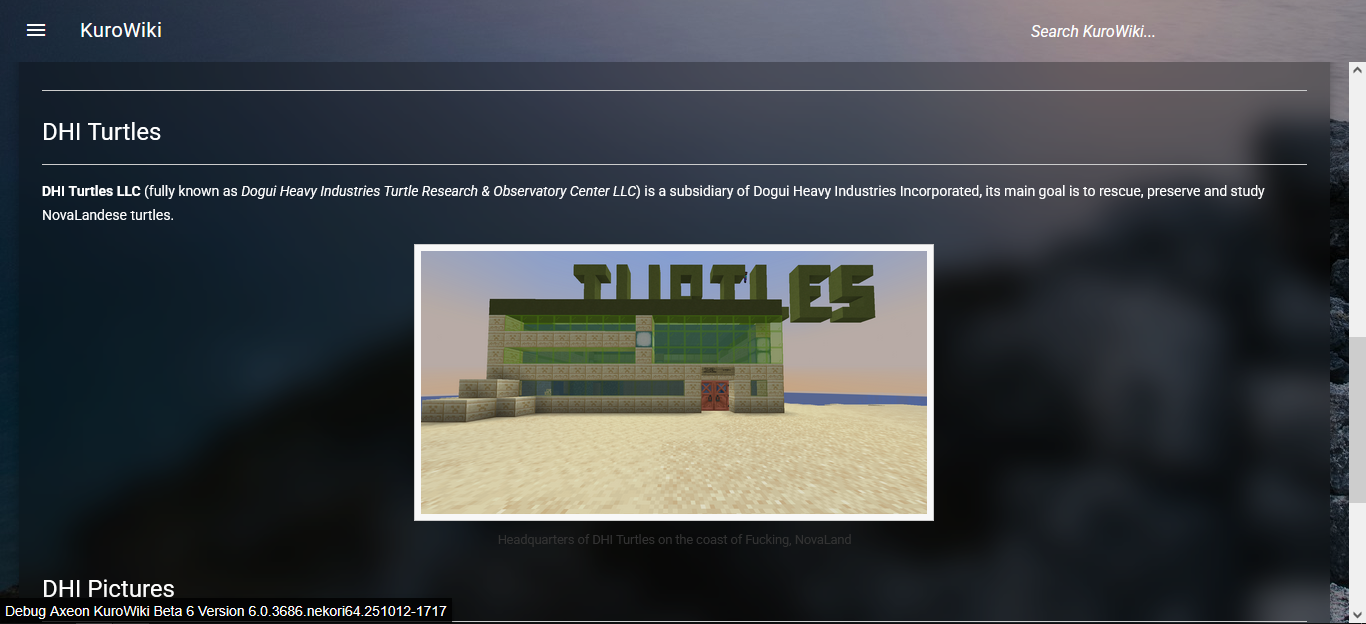 KuroWiki
Search KuroWiki...
DHI Turtles
DHI Turtles LLC (fully known as Dogui Heavy Industries Turtle Research & Observatory Center LLC) is a subsidiary of Dogui Heavy Industries Incorporated, its main goal is to rescue, preserve and study
NovaLandese turtles.
TURTLES
Headquarters of DHI Turtles on the coast of Fucking, NovaLand
DHI Pictures
Debug Axeon KuroWiki Beta 6 Version 6.0.3686.nekori64.251012-1717